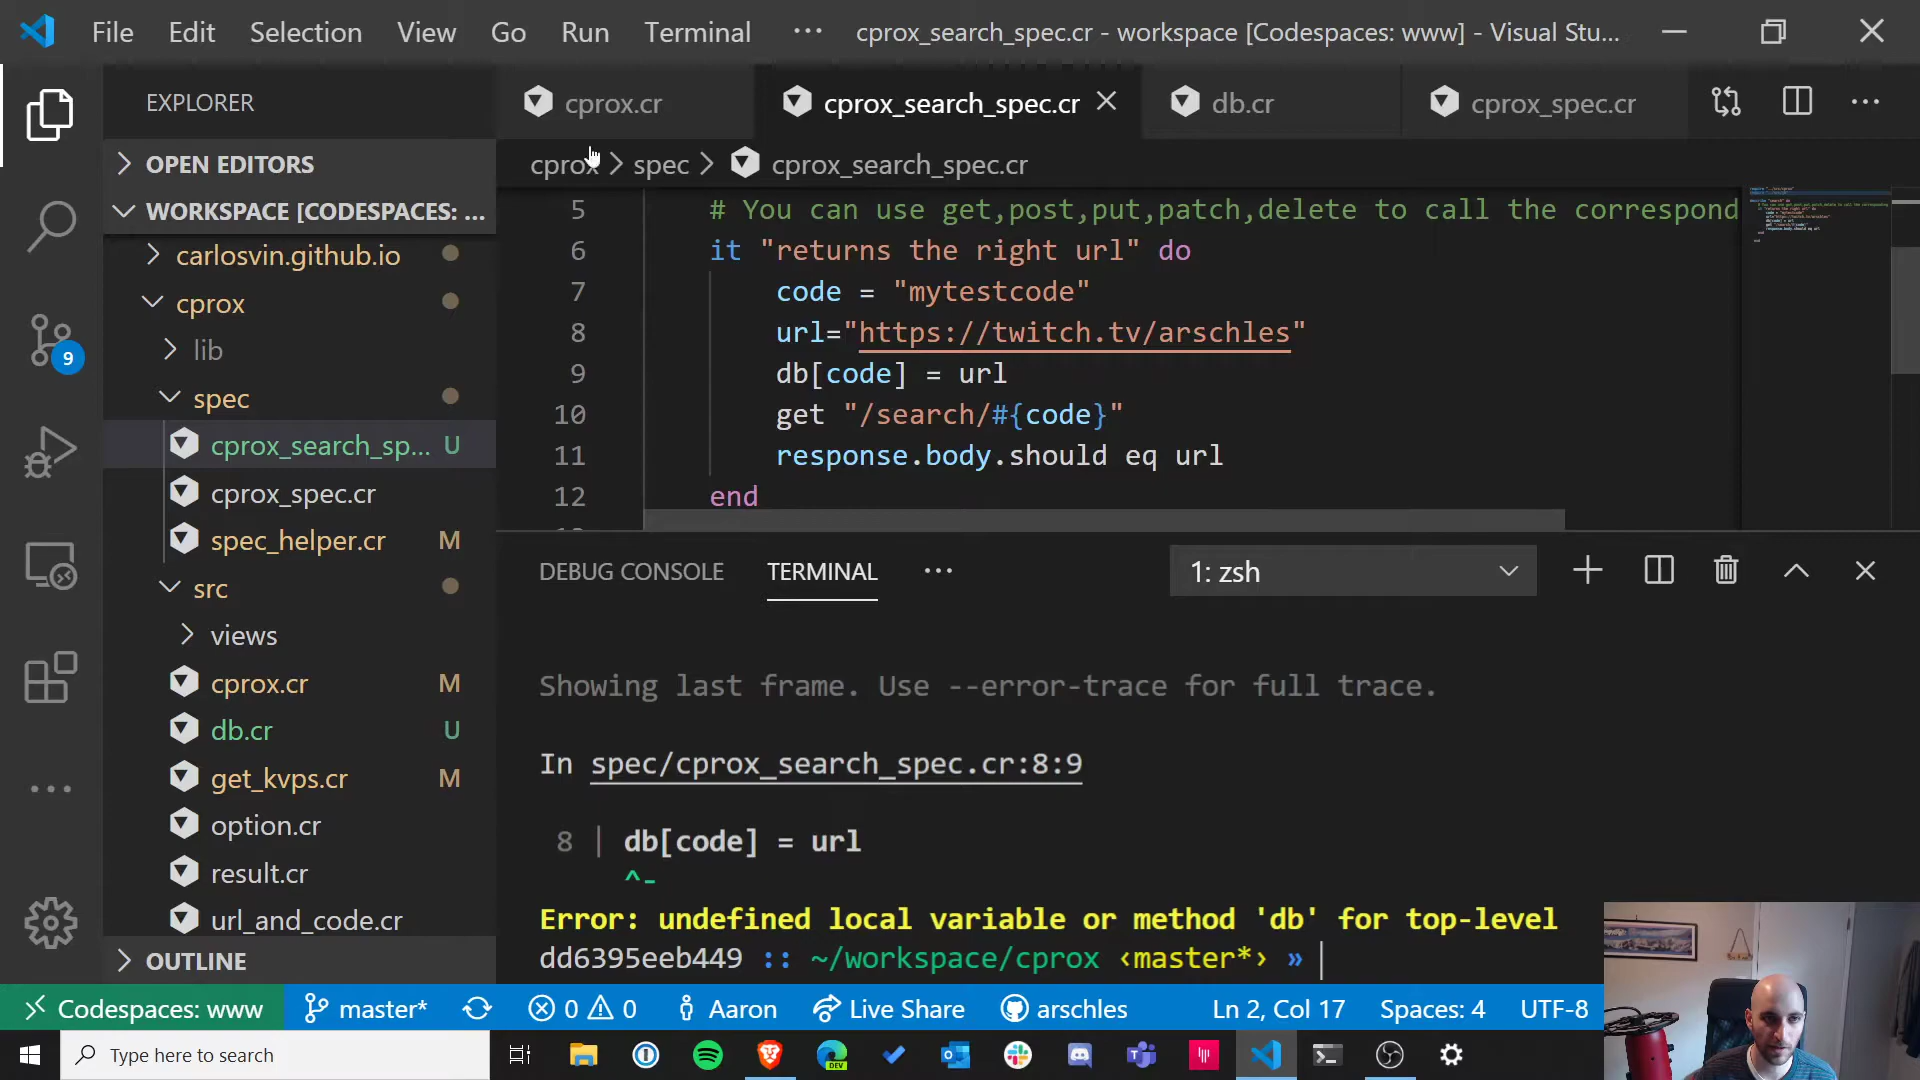 File Edit Selection View Go Run Terminal ··· cprox_search_spec.cr - workspace [Codespaces: www] - Visual Stu...
EXPLORER
cprox.cr cprox_search_spec.cr db.cr cprox_spec.cr
OPEN EDITORS
WORKSPACE [CODESPACES: ...
carlosvin.github.io
cprox
lib
spec
cprox_search_sp... U
cprox_spec.cr
spec_helper.cr M
src
views
cprox.cr M
db.cr U
get_kvps.cr M
option.cr
result.cr
url_and_code.cr
OUTLINE
9
cprox > spec > cprox_search_spec.cr
5 # You can use get,post,put,patch,delete to call the correspond
6 it "returns the right url" do
7 code = "mytestcode"
8 url="https://twitch.tv/arschles"
9 db[code] = url
10 get "/search/#{code}"
11 response.body.should eq url
12 end
DEBUG CONSOLE TERMINAL ··· 1: zsh
Showing last frame. Use --error-trace for full trace.
In spec/cprox_search_spec.cr:8:9
8 | db[code] = url
^-
Error: undefined local variable or method 'db' for top-level
dd6395eeb449 :: ~/workspace/cprox ‹master*› »
Codespaces: www master* 0 0 Aaron Live Share arschles Ln 2, Col 17 Spaces: 4 UTF-8
Type here to search
DEV